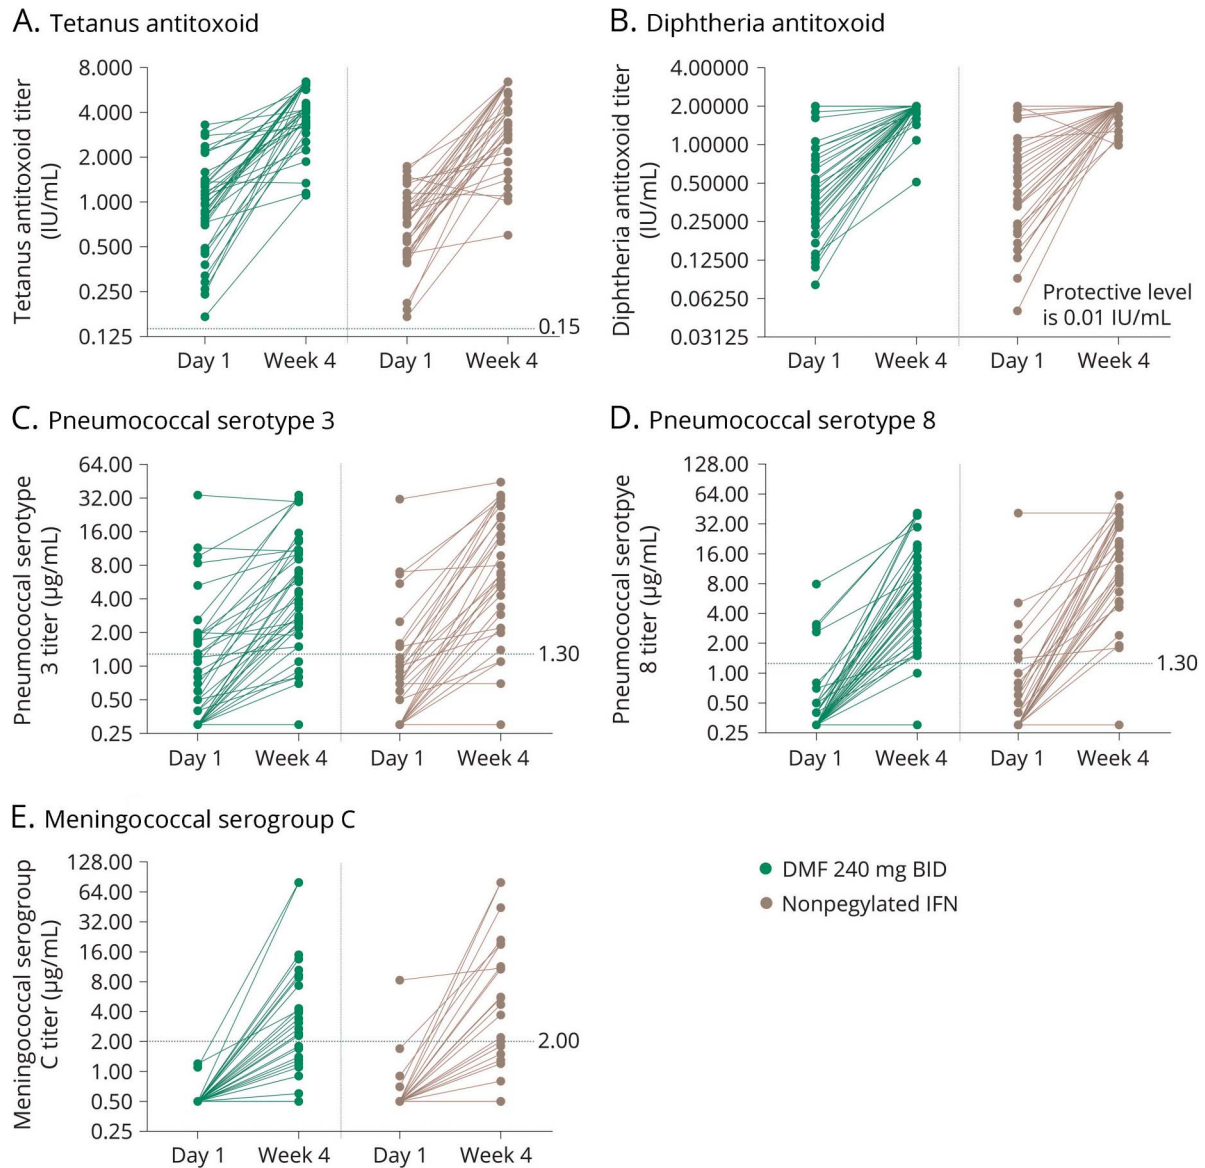 A. Tetanus antitoxoid
Tetanus antitoxoid titer
(IU/mL)
8.000
4.000
2.000
1.000
0.500
0.250
0.125
0.15
Day 1
Week 4
Day 1
Week 4
B. Diphtheria antitoxoid
Diphtheria antitoxoid titer
(IU/mL)
4.00000
2.00000
1.00000
0.50000
0.25000
0.12500
0.06250
0.03125
Protective level
is 0.01 IU/mL
Day 1
Week 4
Day 1
Week 4
C. Pneumococcal serotype 3
Pneumococcal serotype
3 titer (µg/mL)
64.00
32.00
16.00
8.00
4.00
2.00
1.00
0.50
0.25
1.30
Day 1
Week 4
Day 1
Week 4
D. Pneumococcal serotype 8
Pneumococcal serotpye
8 titer (µg/mL)
128.00
64.00
32.00
16.00
8.00
4.00
2.00
1.00
0.50
0.25
1.30
Day 1
Week 4
Day 1
Week 4
E. Meningococcal serogroup C
Meningococcal serogroup
C titer (µg/mL)
128.00
64.00
32.00
16.00
8.00
4.00
2.00
1.00
0.50
0.25
2.00
Day 1
Week 4
Day 1
Week 4
DMF 240 mg BID
Nonpegylated IFN